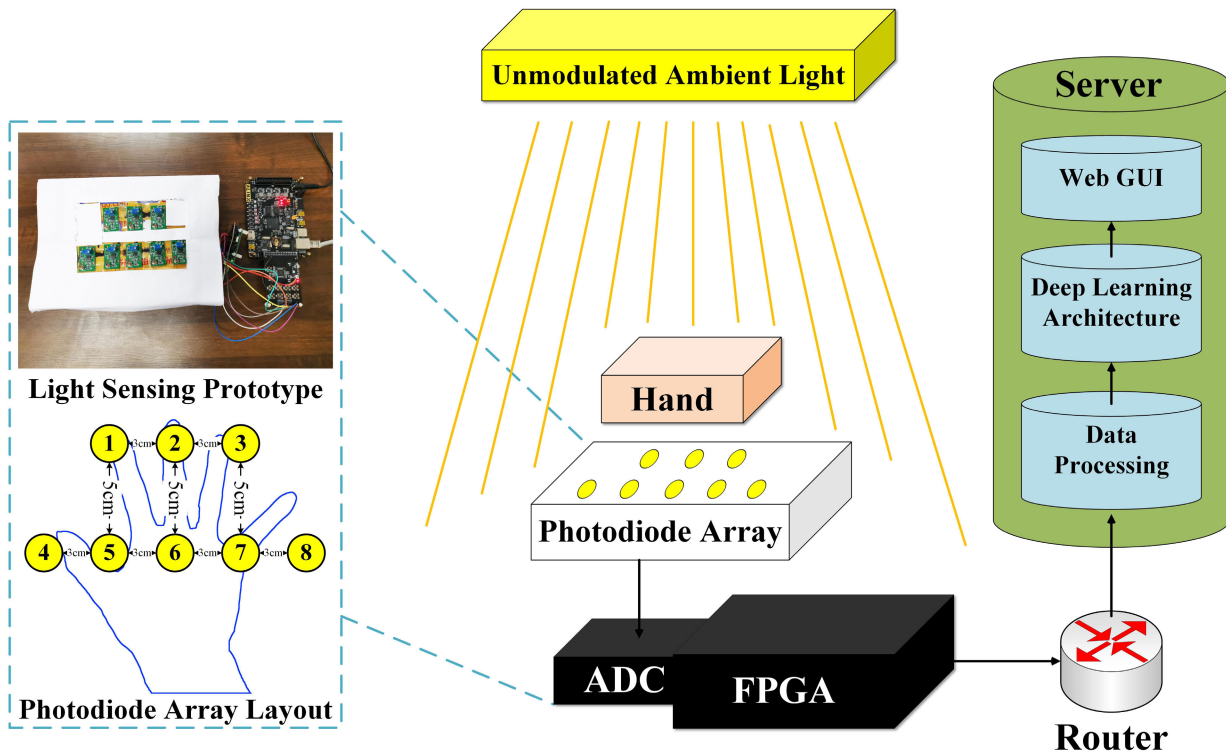 Unmodulated Ambient Light
Server
Web GUI
Deep Learning
Architecture
Data
Processing
Light Sensing Prototype
1 3cm 2 3cm 3
5cm 5cm 5cm
4 3cm 5 3cm 6 3cm 7 3cm 8
Photodiode Array Layout
Hand
Photodiode Array
ADC
FPGA
Router